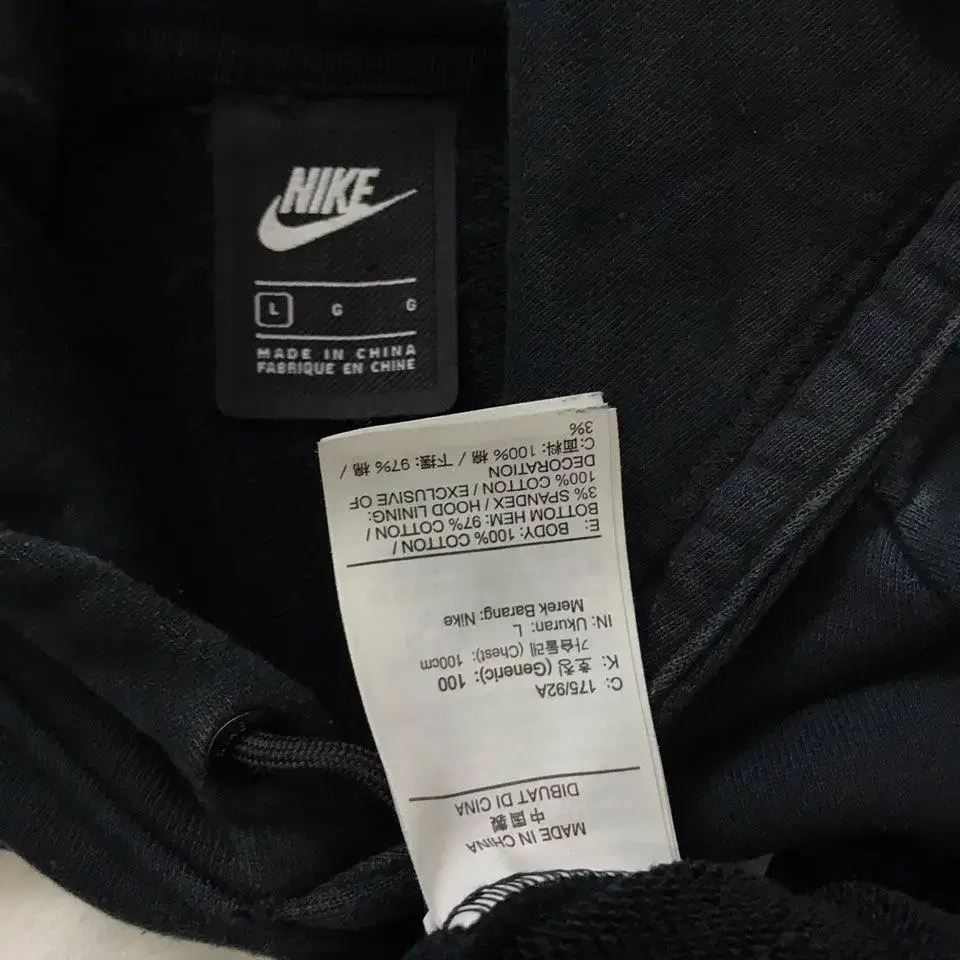 NIKE
L G G
MADE IN CHINA
FABRIQUÉ EN CHINE
MADE IN CHINA
中国製
DIBUAT DI CINA
C: 175/92A
K: 호칭 (Generic): 100
가슴둘레 (Chest): 100cm
IN: Ukuran: L
Merek Barang: Nike
E: BODY: 100% COTTON /
BOTTOM HEM: 97% COTTON /
3% SPANDEX / HOOD LINING:
100% COTTON / EXCLUSIVE OF
DECORATION
C:面料: 100% 棉 / 下摆: 97% 棉 /
3%